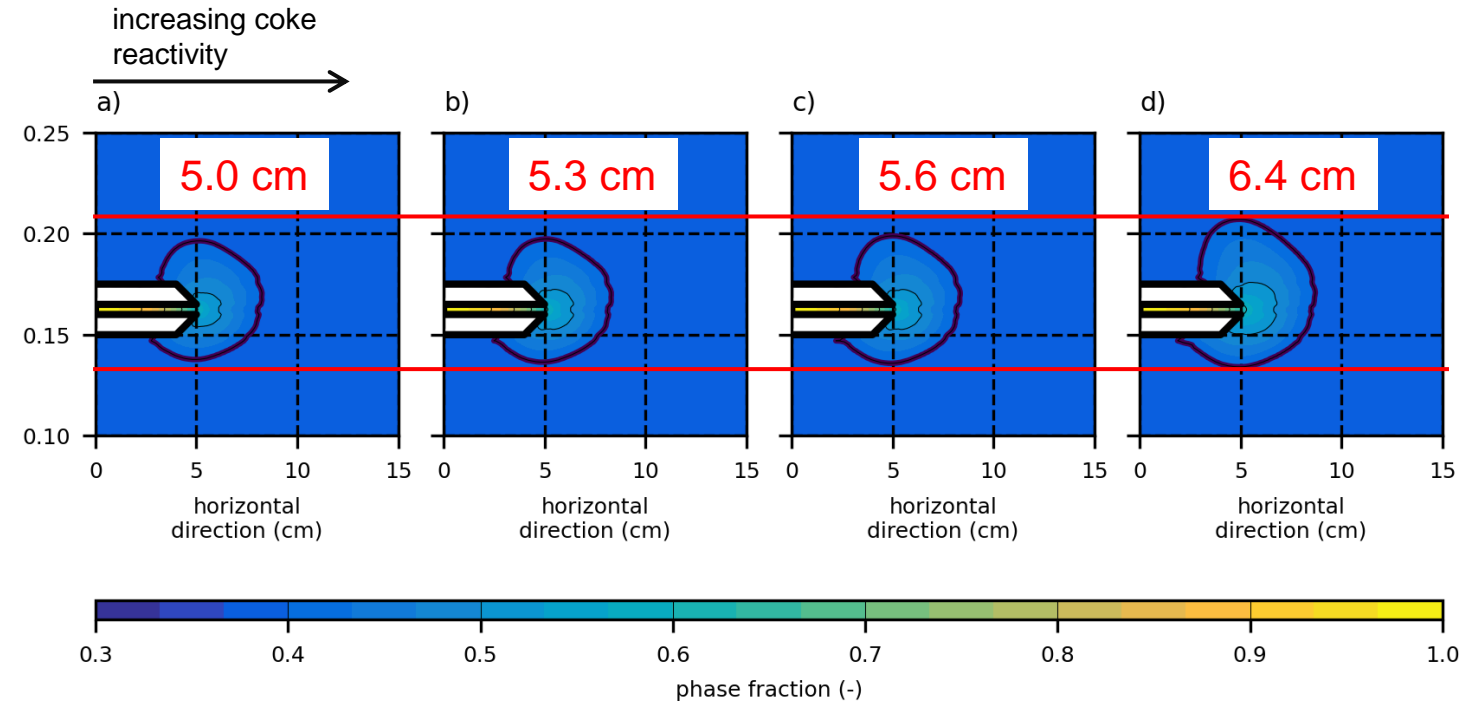 increasing coke
reactivity
a)
b)
c)
d)
0.25
0.20
0.15
0.10
5.0 cm
5.3 cm
5.6 cm
6.4 cm
0 5 10 15
0 5 10 15
0 5 10 15
0 5 10 15
horizontal
direction (cm)
horizontal
direction (cm)
horizontal
direction (cm)
horizontal
direction (cm)
0.3 0.4 0.5 0.6 0.7 0.8 0.9 1.0
phase fraction (-)